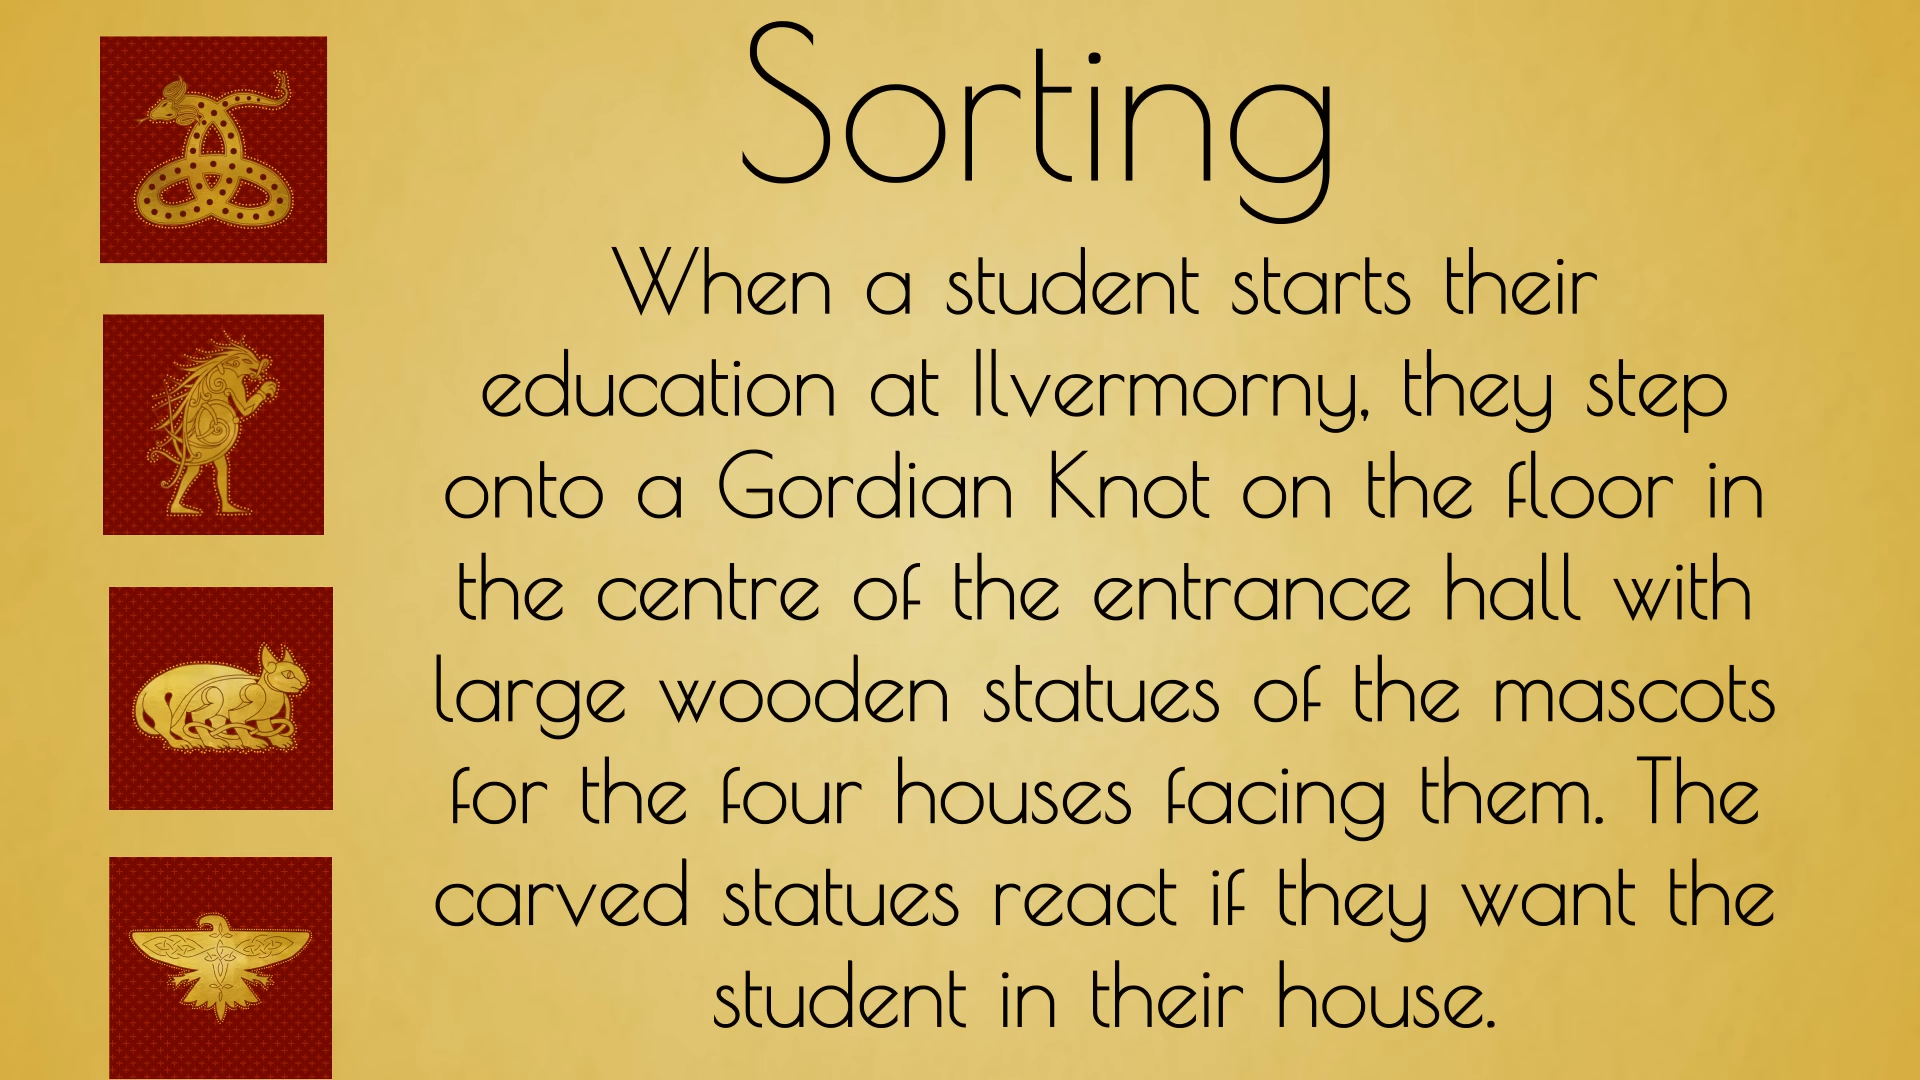 Sorting
When a student starts their
education at Ilvermorny, they step
onto a Gordian Knot on the floor in
the centre of the entrance hall with
large wooden statues of the mascots
for the four houses facing them. The
carved statues react if they want the
student in their house.